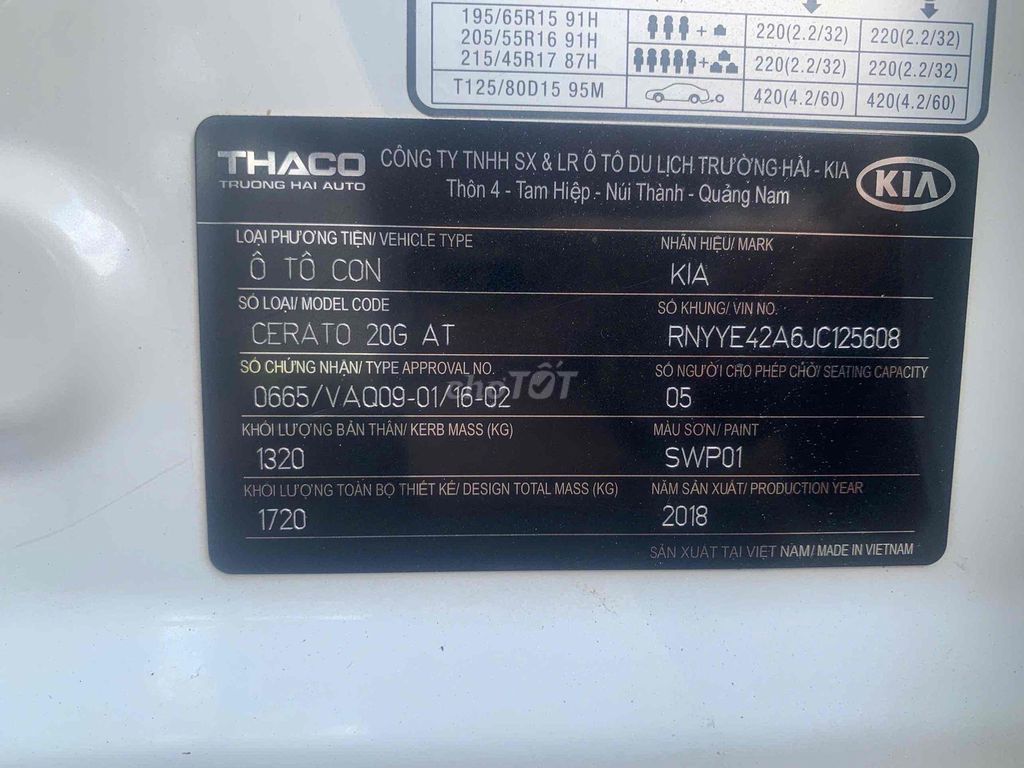 195/65R15 91H
205/55R16 91H
215/45R17 87H
220(2.2/32) 220(2.2/32)
220(2.2/32) 220(2.2/32)
T125/80D15 95M 420(4.2/60) 420(4.2/60)
THACO
TRUONG HAI AUTO
CÔNG TY TNHH SX & LR Ô TÔ DU LỊCH TRƯỜNG HẢI - KIA
Thôn 4 - Tam Hiệp - Núi Thành - Quảng Nam
KIA
LOẠI PHƯƠNG TIỆN/ VEHICLE TYPE
Ô TÔ CON
NHÃN HIỆU/ MARK
KIA
SỐ LOẠI/ MODEL CODE
CERATO 20G AT
SỐ KHUNG/ VIN NO.
RNYYE42A6JC125608
SỐ CHỨNG NHẬN/ TYPE APPROVAL NO.
0665/VAQ09-01/16-02
SỐ NGƯỜI CHO PHÉP CHỞ/ SEATING CAPACITY
05
KHỐI LƯỢNG BẢN THÂN/ KERB MASS (KG)
1320
MÀU SƠN/ PAINT
SWP01
KHỐI LƯỢNG TOÀN BỘ THIẾT KẾ/ DESIGN TOTAL MASS (KG)
1720
NĂM SẢN XUẤT/ PRODUCTION YEAR
2018
SẢN XUẤT TẠI VIỆT NAM/ MADE IN VIETNAM
choTỐT